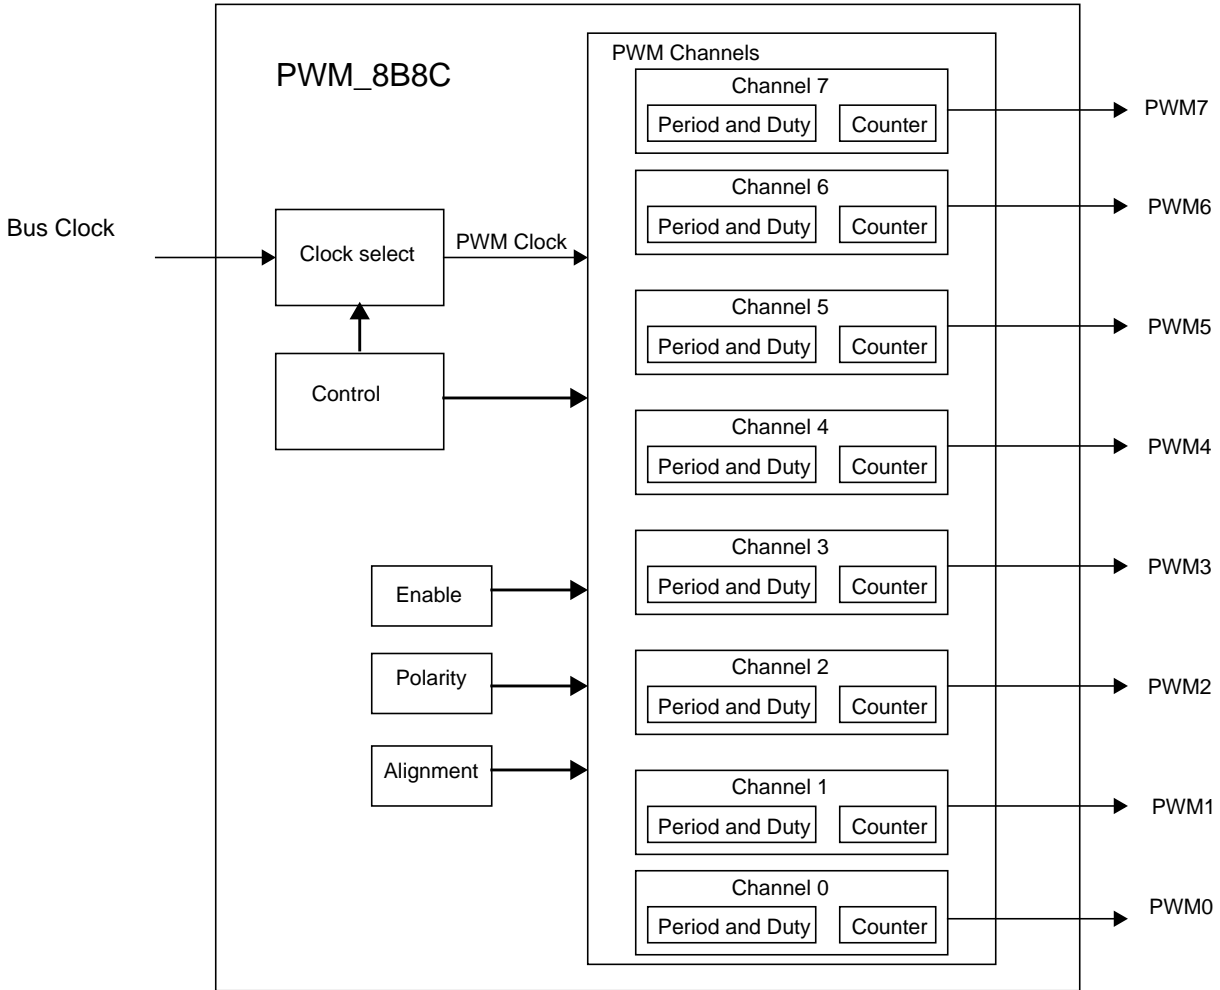 PWM_8B8C
PWM Channels
Channel 7
Period and Duty
Counter
PWM7
Channel 6
Period and Duty
Counter
PWM6
Bus Clock
Clock select
PWM Clock
Channel 5
Period and Duty
Counter
PWM5
Control
Channel 4
Period and Duty
Counter
PWM4
Enable
Channel 3
Period and Duty
Counter
PWM3
Polarity
Channel 2
Period and Duty
Counter
PWM2
Alignment
Channel 1
Period and Duty
Counter
PWM1
Channel 0
Period and Duty
Counter
PWM0